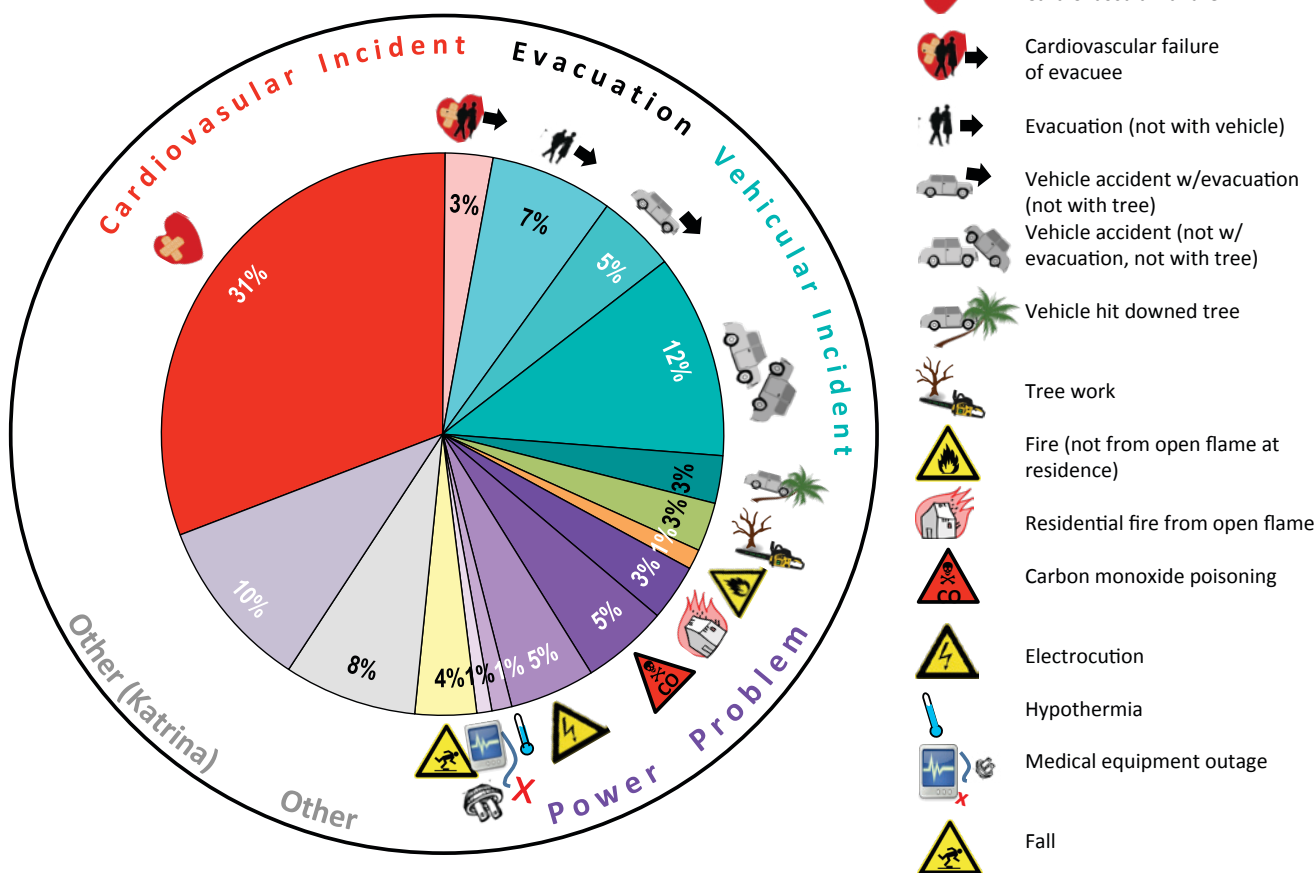 Cardiovasular Incident
Evacuation
Vehicular Incident
Power Problem
Other
Other (Katrina)
31%
3%
7%
5%
12%
3%
3%
1%
3%
5%
5%
1%
1%
4%
8%
10%
CO
X
Cardiovascular failure
of evacuee
Evacuation (not with vehicle)
Vehicle accident w/evacuation
(not with tree)
Vehicle accident (not w/
evacuation, not with tree)
Vehicle hit downed tree
Tree work
Fire (not from open flame at
residence)
Residential fire from open flame
CO
Carbon monoxide poisoning
Electrocution
Hypothermia
Medical equipment outage
x
Fall